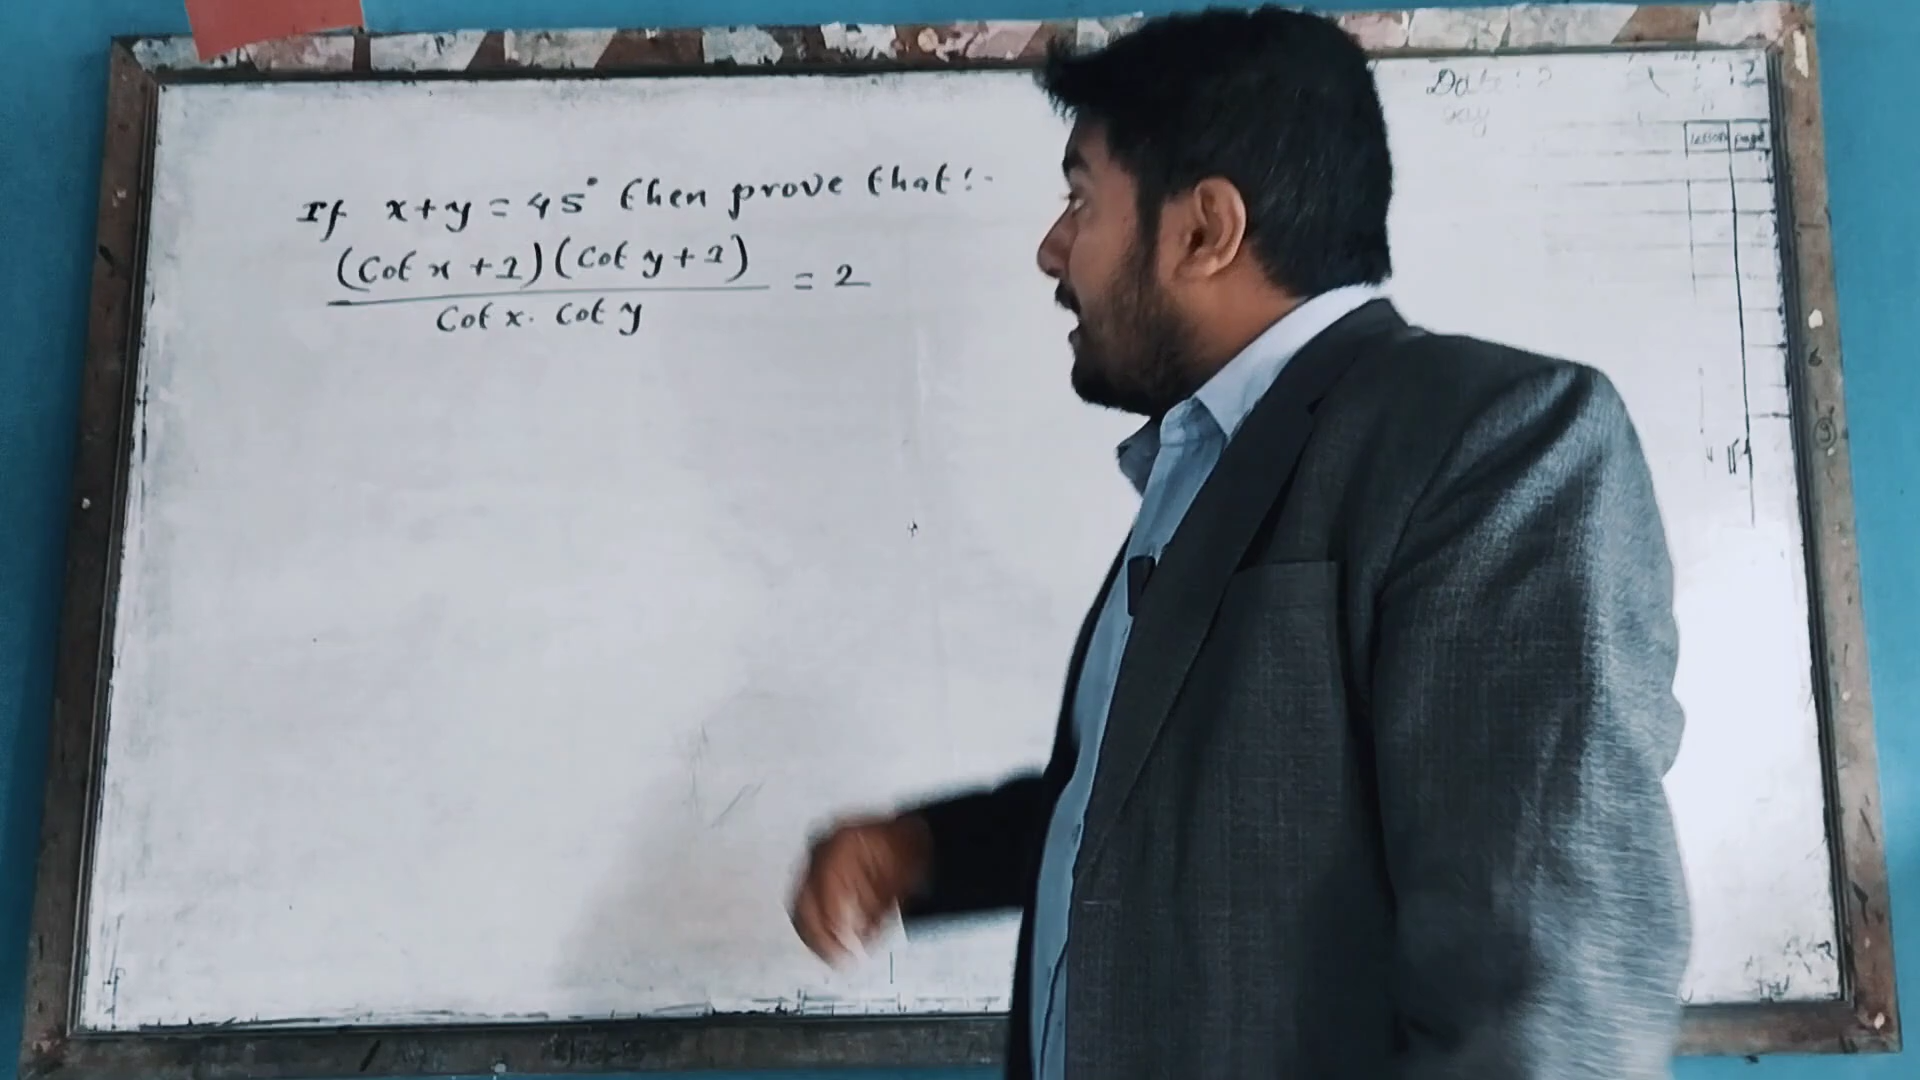 If x+y = 45° then prove that :-
(Cot x + 1) (Cot y + 1)
= 2
Cot x . Cot y